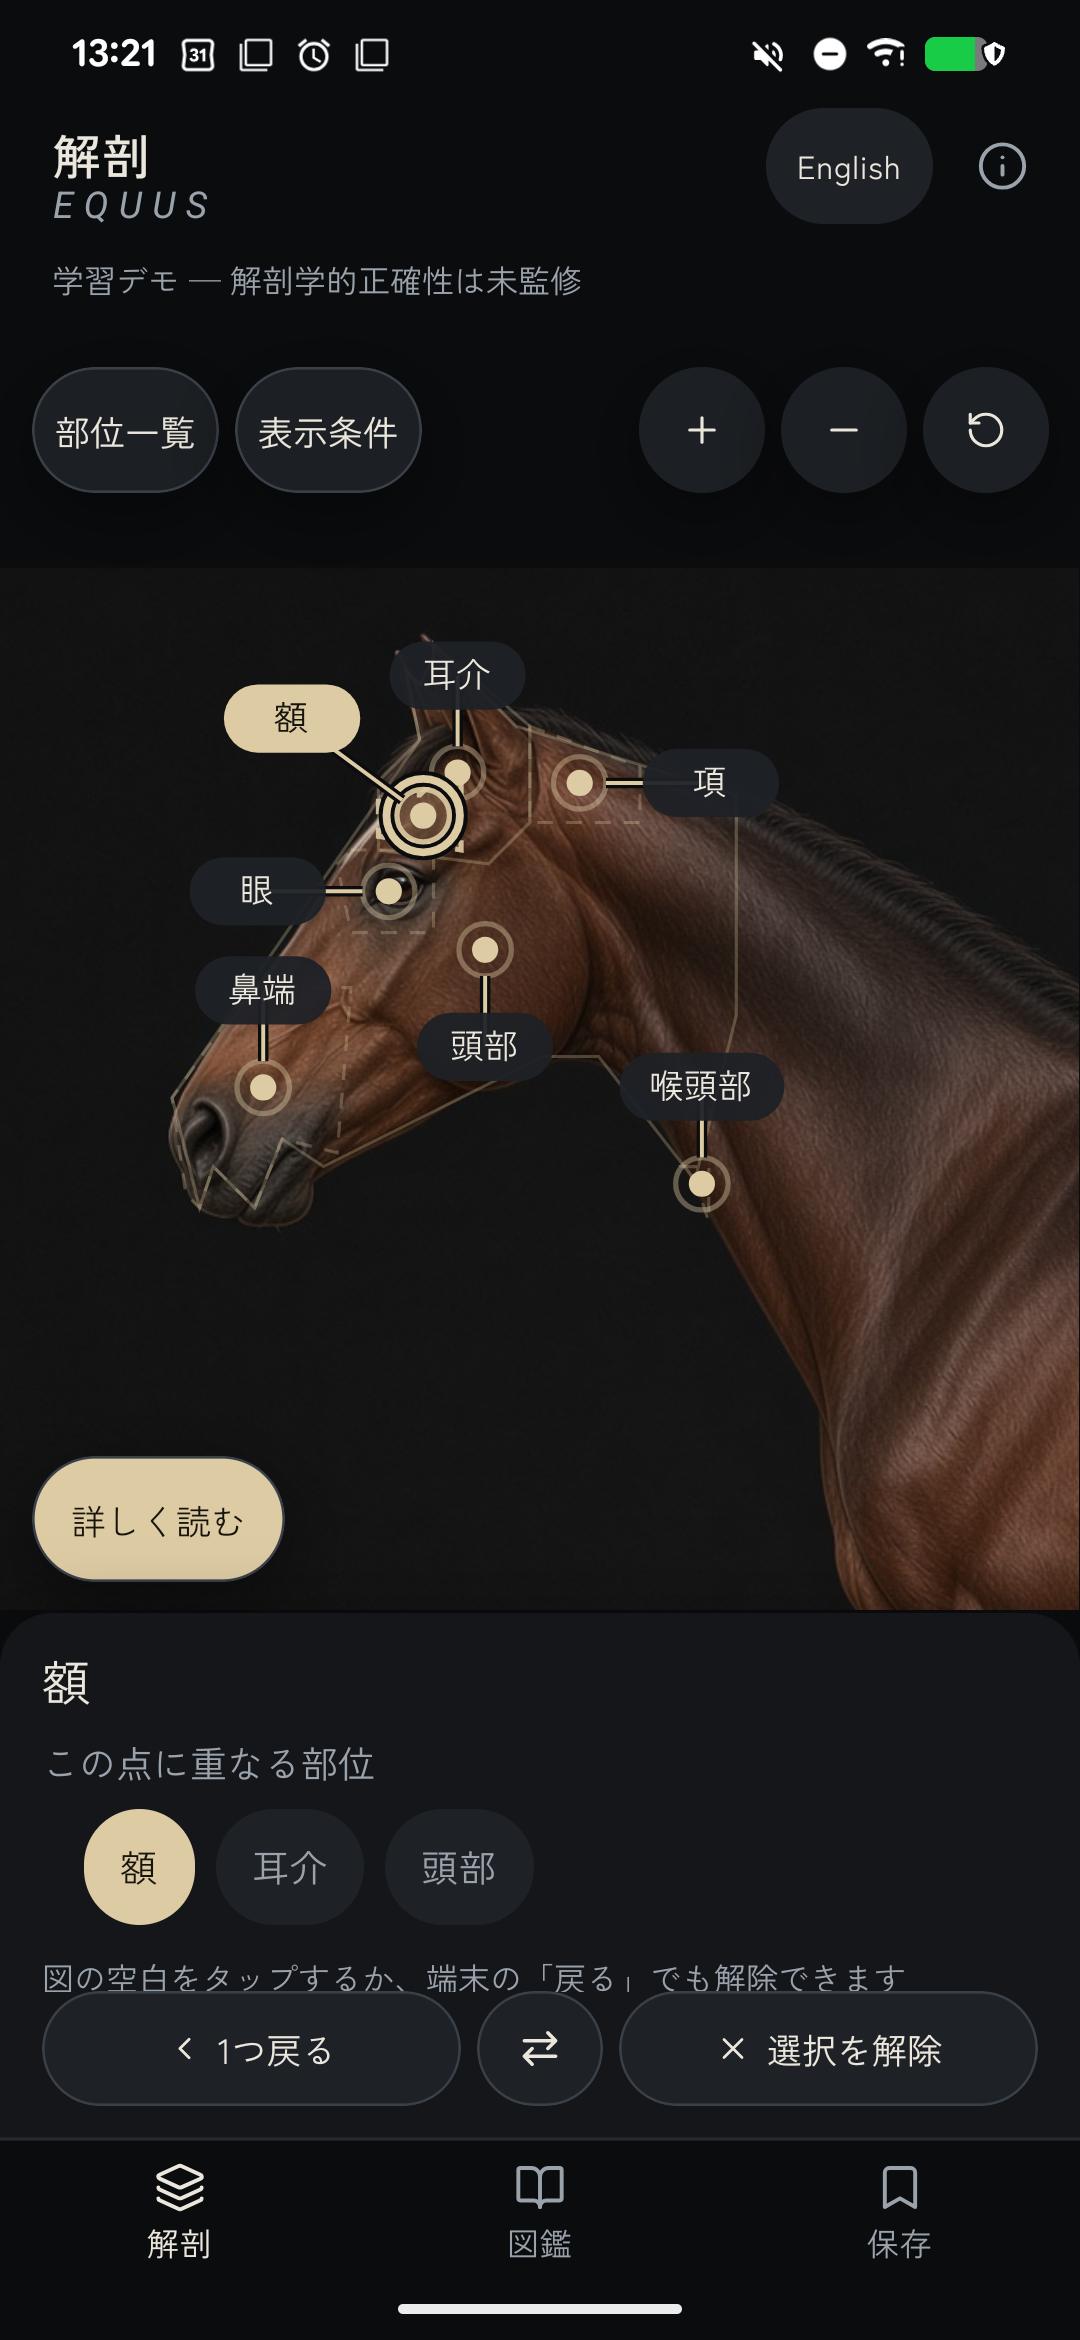 13:21
31
解剖
EQUUS
English
学習デモ — 解剖学的正確性は未監修
部位一覧
表示条件
耳介
額
項
眼
鼻端
頭部
喉頭部
詳しく読む
額
この点に重なる部位
額
耳介
頭部
図の空白をタップするか、端末の「戻る」でも解除できます
1つ戻る
選択を解除
解剖
図鑑
保存